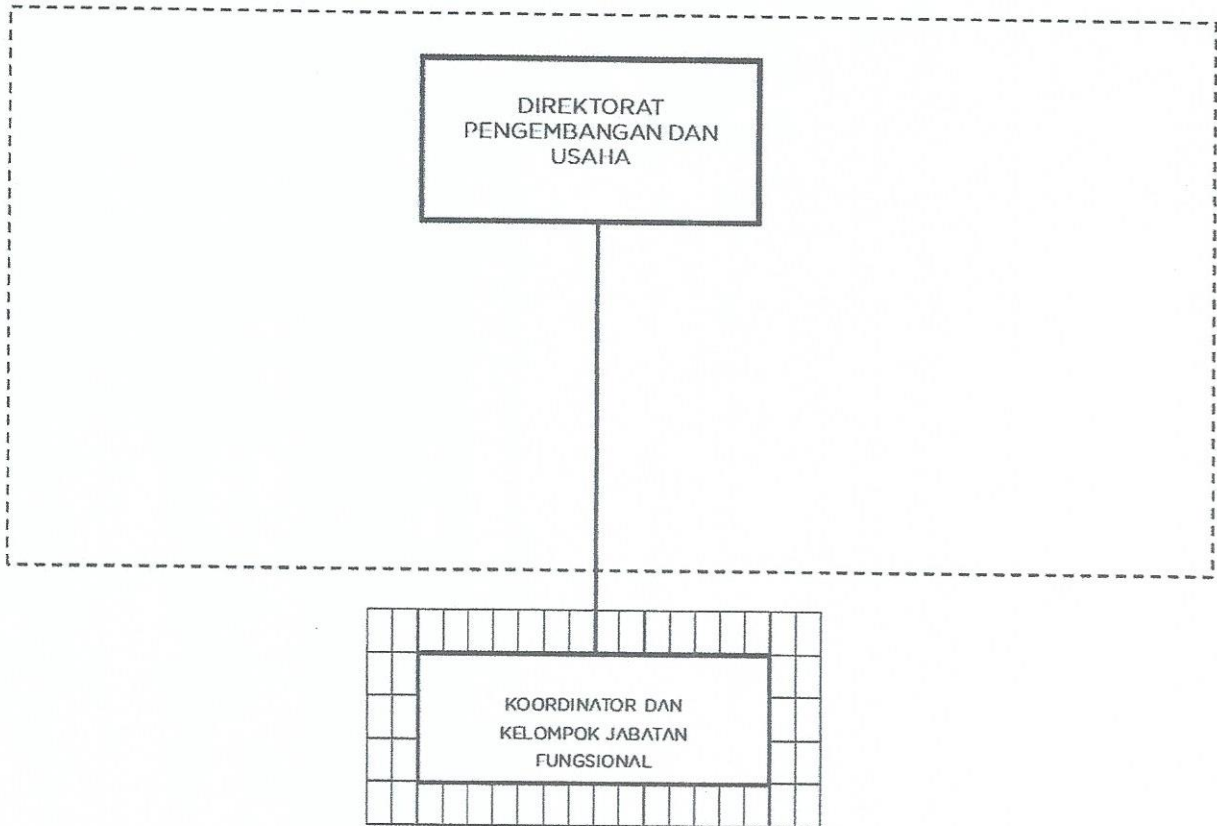 DIREKTORAT
PENGEMBANGAN DAN
USAHA
KOORDINATOR DAN
KELOMPOK JABATAN
FUNGSIONAL